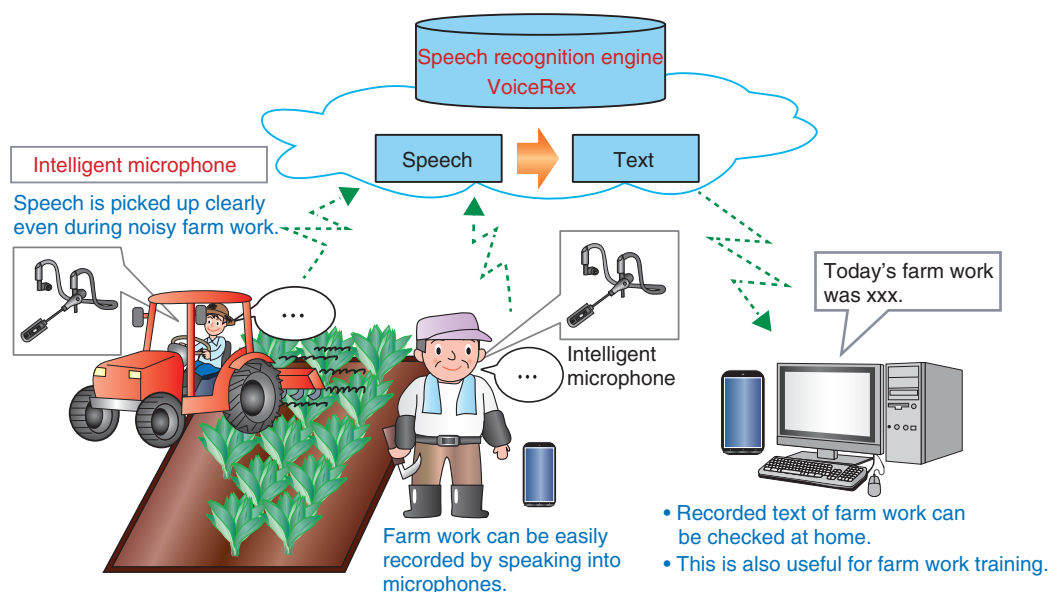 Speech recognition engine
VoiceRex
Speech
Text
Intelligent microphone
Speech is picked up clearly
even during noisy farm work.
...
...
Intelligent
microphone
Today’s farm work
was xxx.
Farm work can be easily
recorded by speaking into
microphones.
• Recorded text of farm work can
be checked at home.
• This is also useful for farm work training.